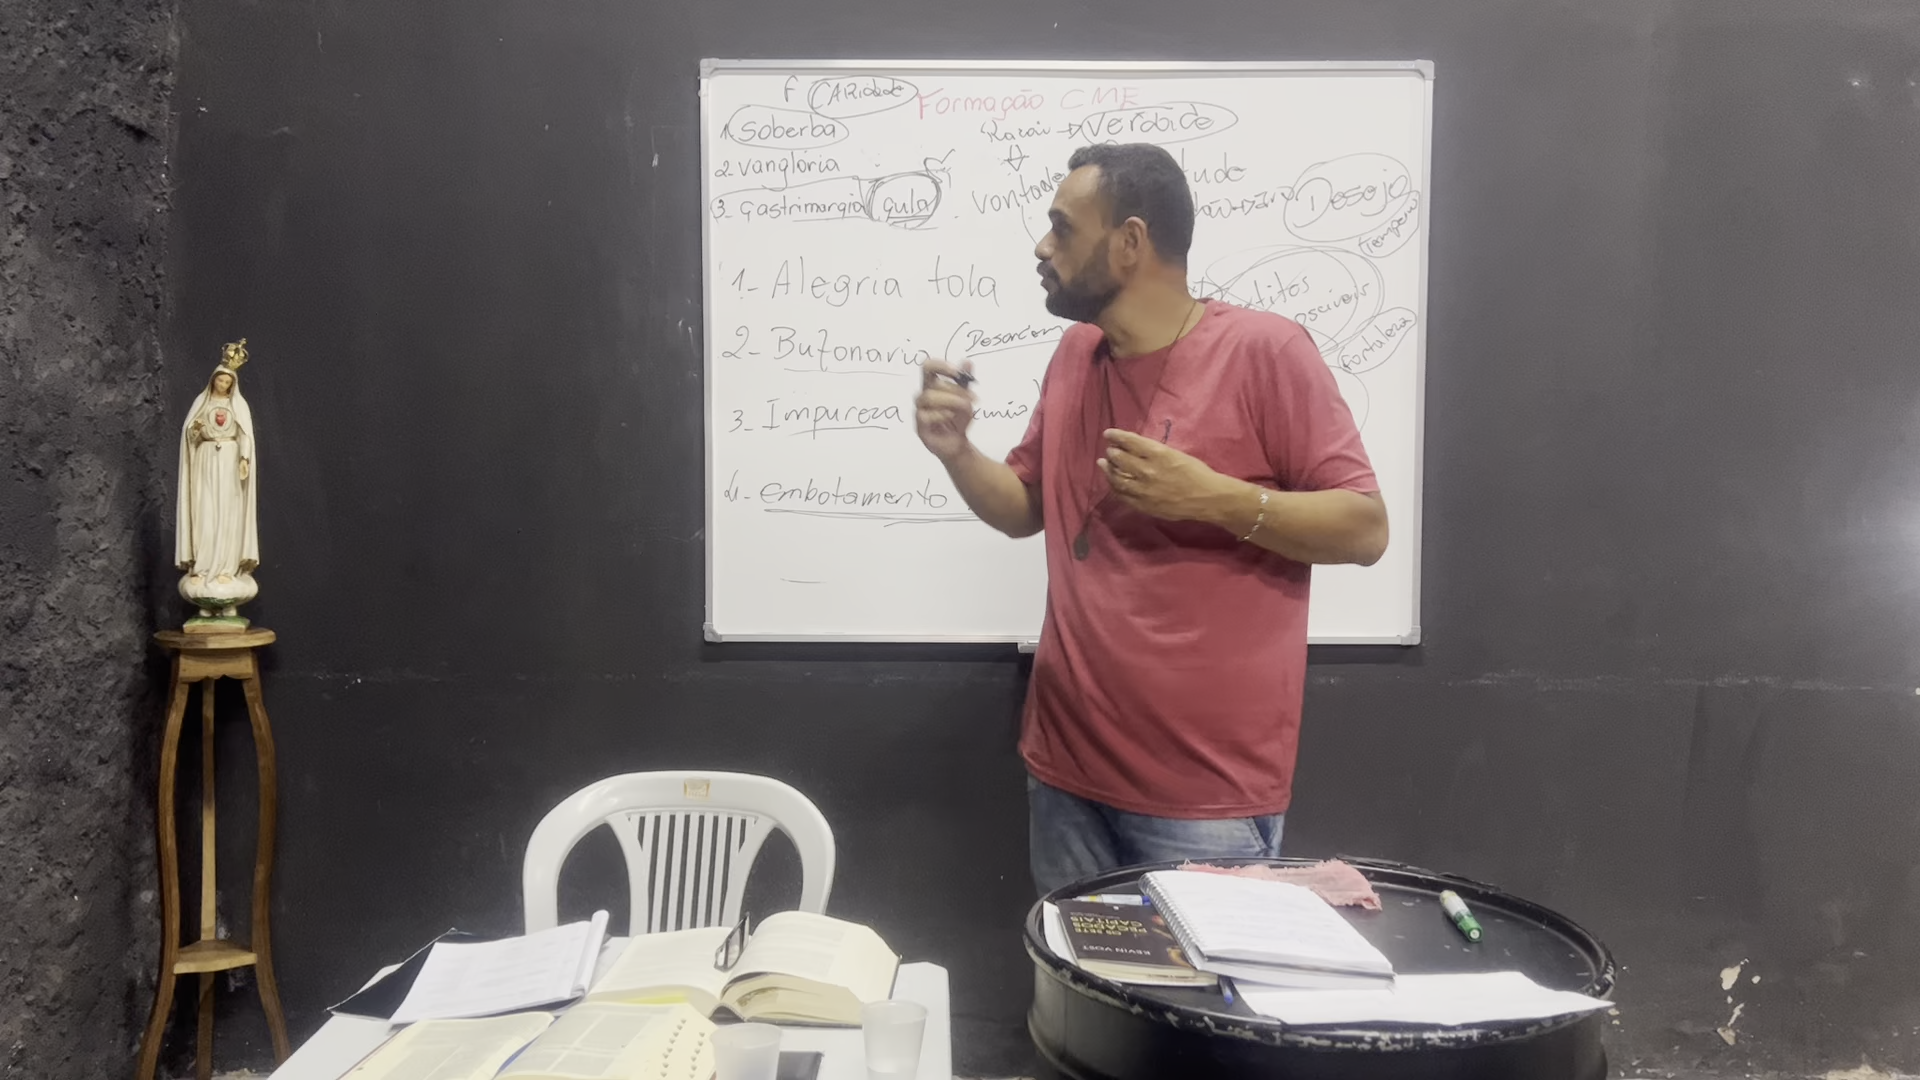 CARidade
Formação CME
1. Soberba
Razão → Verdade
2. Vanglória
3. Gastrimargia gula
Vontade
Desejo
1- Alegria tola
2- Bufonaria (Desordem
Fortaleza
3- Impureza
4- embotamento
OS SETE
PECADOS
CAPITAIS
KEVIN VOST